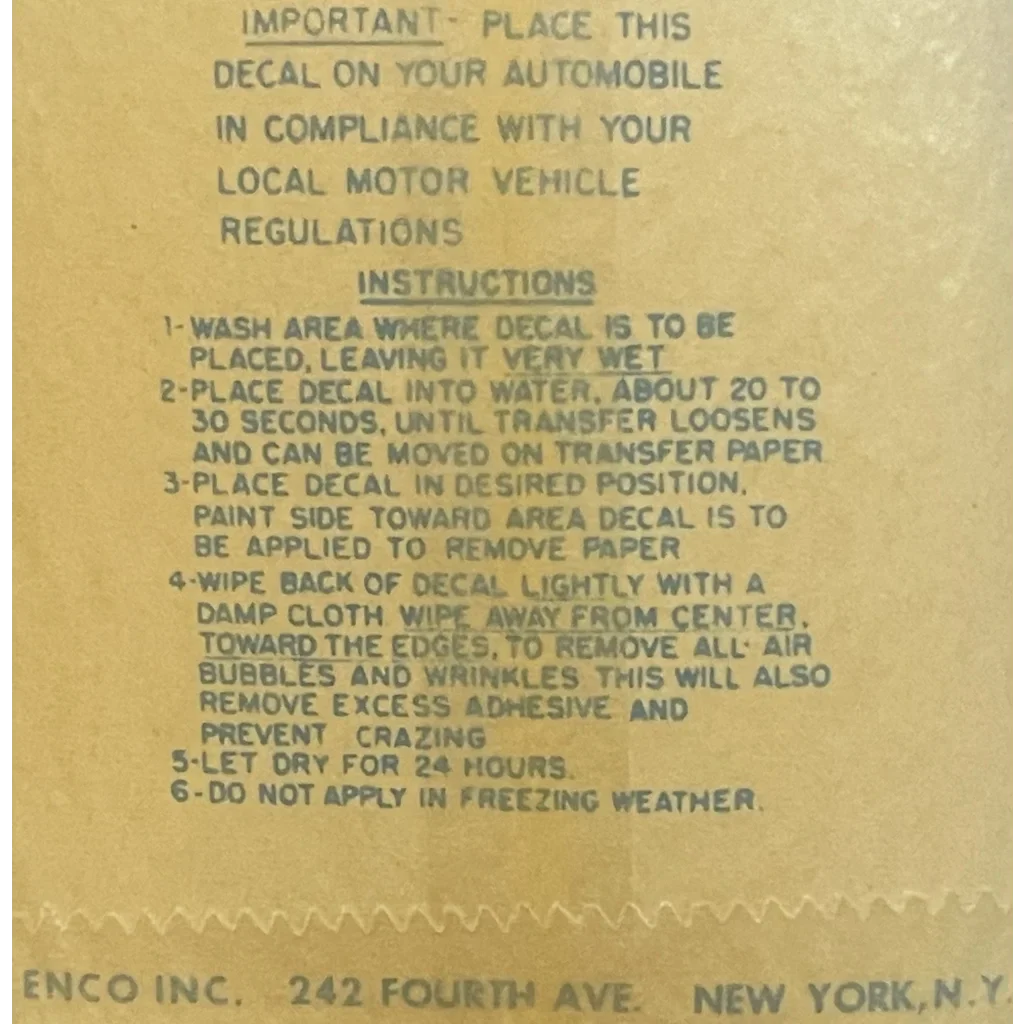 IMPORTANT- PLACE THIS
DECAL ON YOUR AUTOMOBILE
IN COMPLIANCE WITH YOUR
LOCAL MOTOR VEHICLE
REGULATIONS
INSTRUCTIONS
1-WASH AREA WHERE DECAL IS TO BE
PLACED, LEAVING IT VERY WET
2-PLACE DECAL INTO WATER, ABOUT 20 TO
30 SECONDS, UNTIL TRANSFER LOOSENS
AND CAN BE MOVED ON TRANSFER PAPER
3-PLACE DECAL IN DESIRED POSITION.
PAINT SIDE TOWARD AREA DECAL IS TO
BE APPLIED TO REMOVE PAPER
4-WIPE BACK OF DECAL LIGHTLY WITH A
DAMP CLOTH WIPE AWAY FROM CENTER,
TOWARD THE EDGES, TO REMOVE ALL AIR
BUBBLES AND WRINKLES THIS WILL ALSO
REMOVE EXCESS ADHESIVE AND
PREVENT CRAZING
5-LET DRY FOR 24 HOURS.
6-DO NOT APPLY IN FREEZING WEATHER.
ENCO INC. 242 FOURTH AVE. NEW YORK, N.Y.